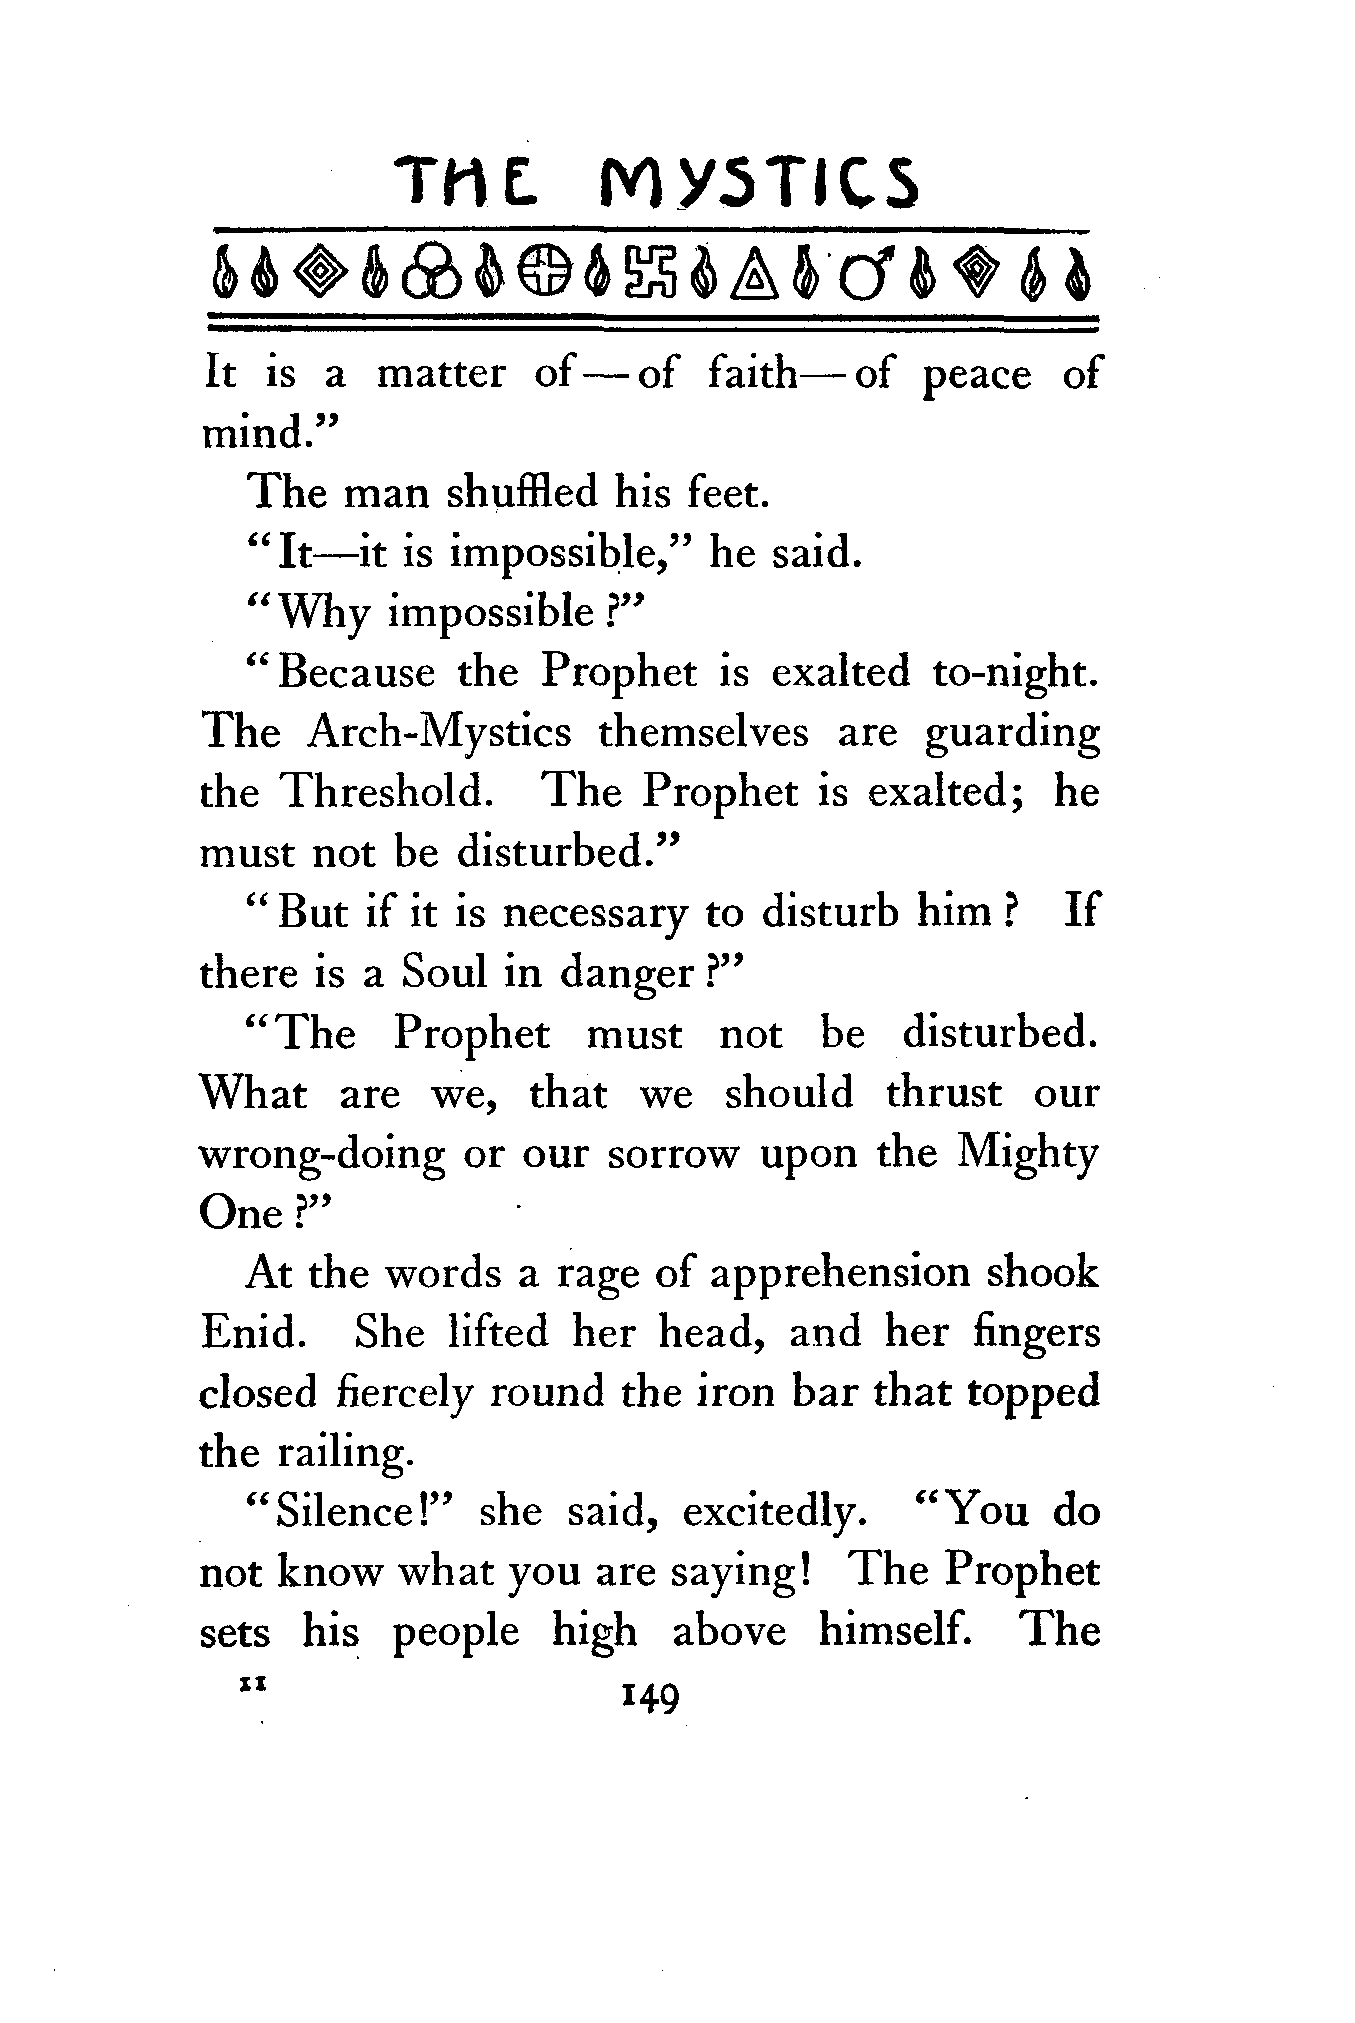 THE MYSTICS
It is a matter of—of faith—of peace of
mind."
The man shuffled his feet.
"It—it is impossible," he said.
"Why impossible?"
"Because the Prophet is exalted to-night.
The Arch-Mystics themselves are guarding
the Threshold. The Prophet is exalted; he
must not be disturbed."
"But if it is necessary to disturb him? If
there is a Soul in danger?"
"The Prophet must not be disturbed.
What are we, that we should thrust our
wrong-doing or our sorrow upon the Mighty
One?"
At the words a rage of apprehension shook
Enid. She lifted her head, and her fingers
closed fiercely round the iron bar that topped
the railing.
"Silence!" she said, excitedly. "You do
not know what you are saying! The Prophet
sets his people high above himself. The
11 149